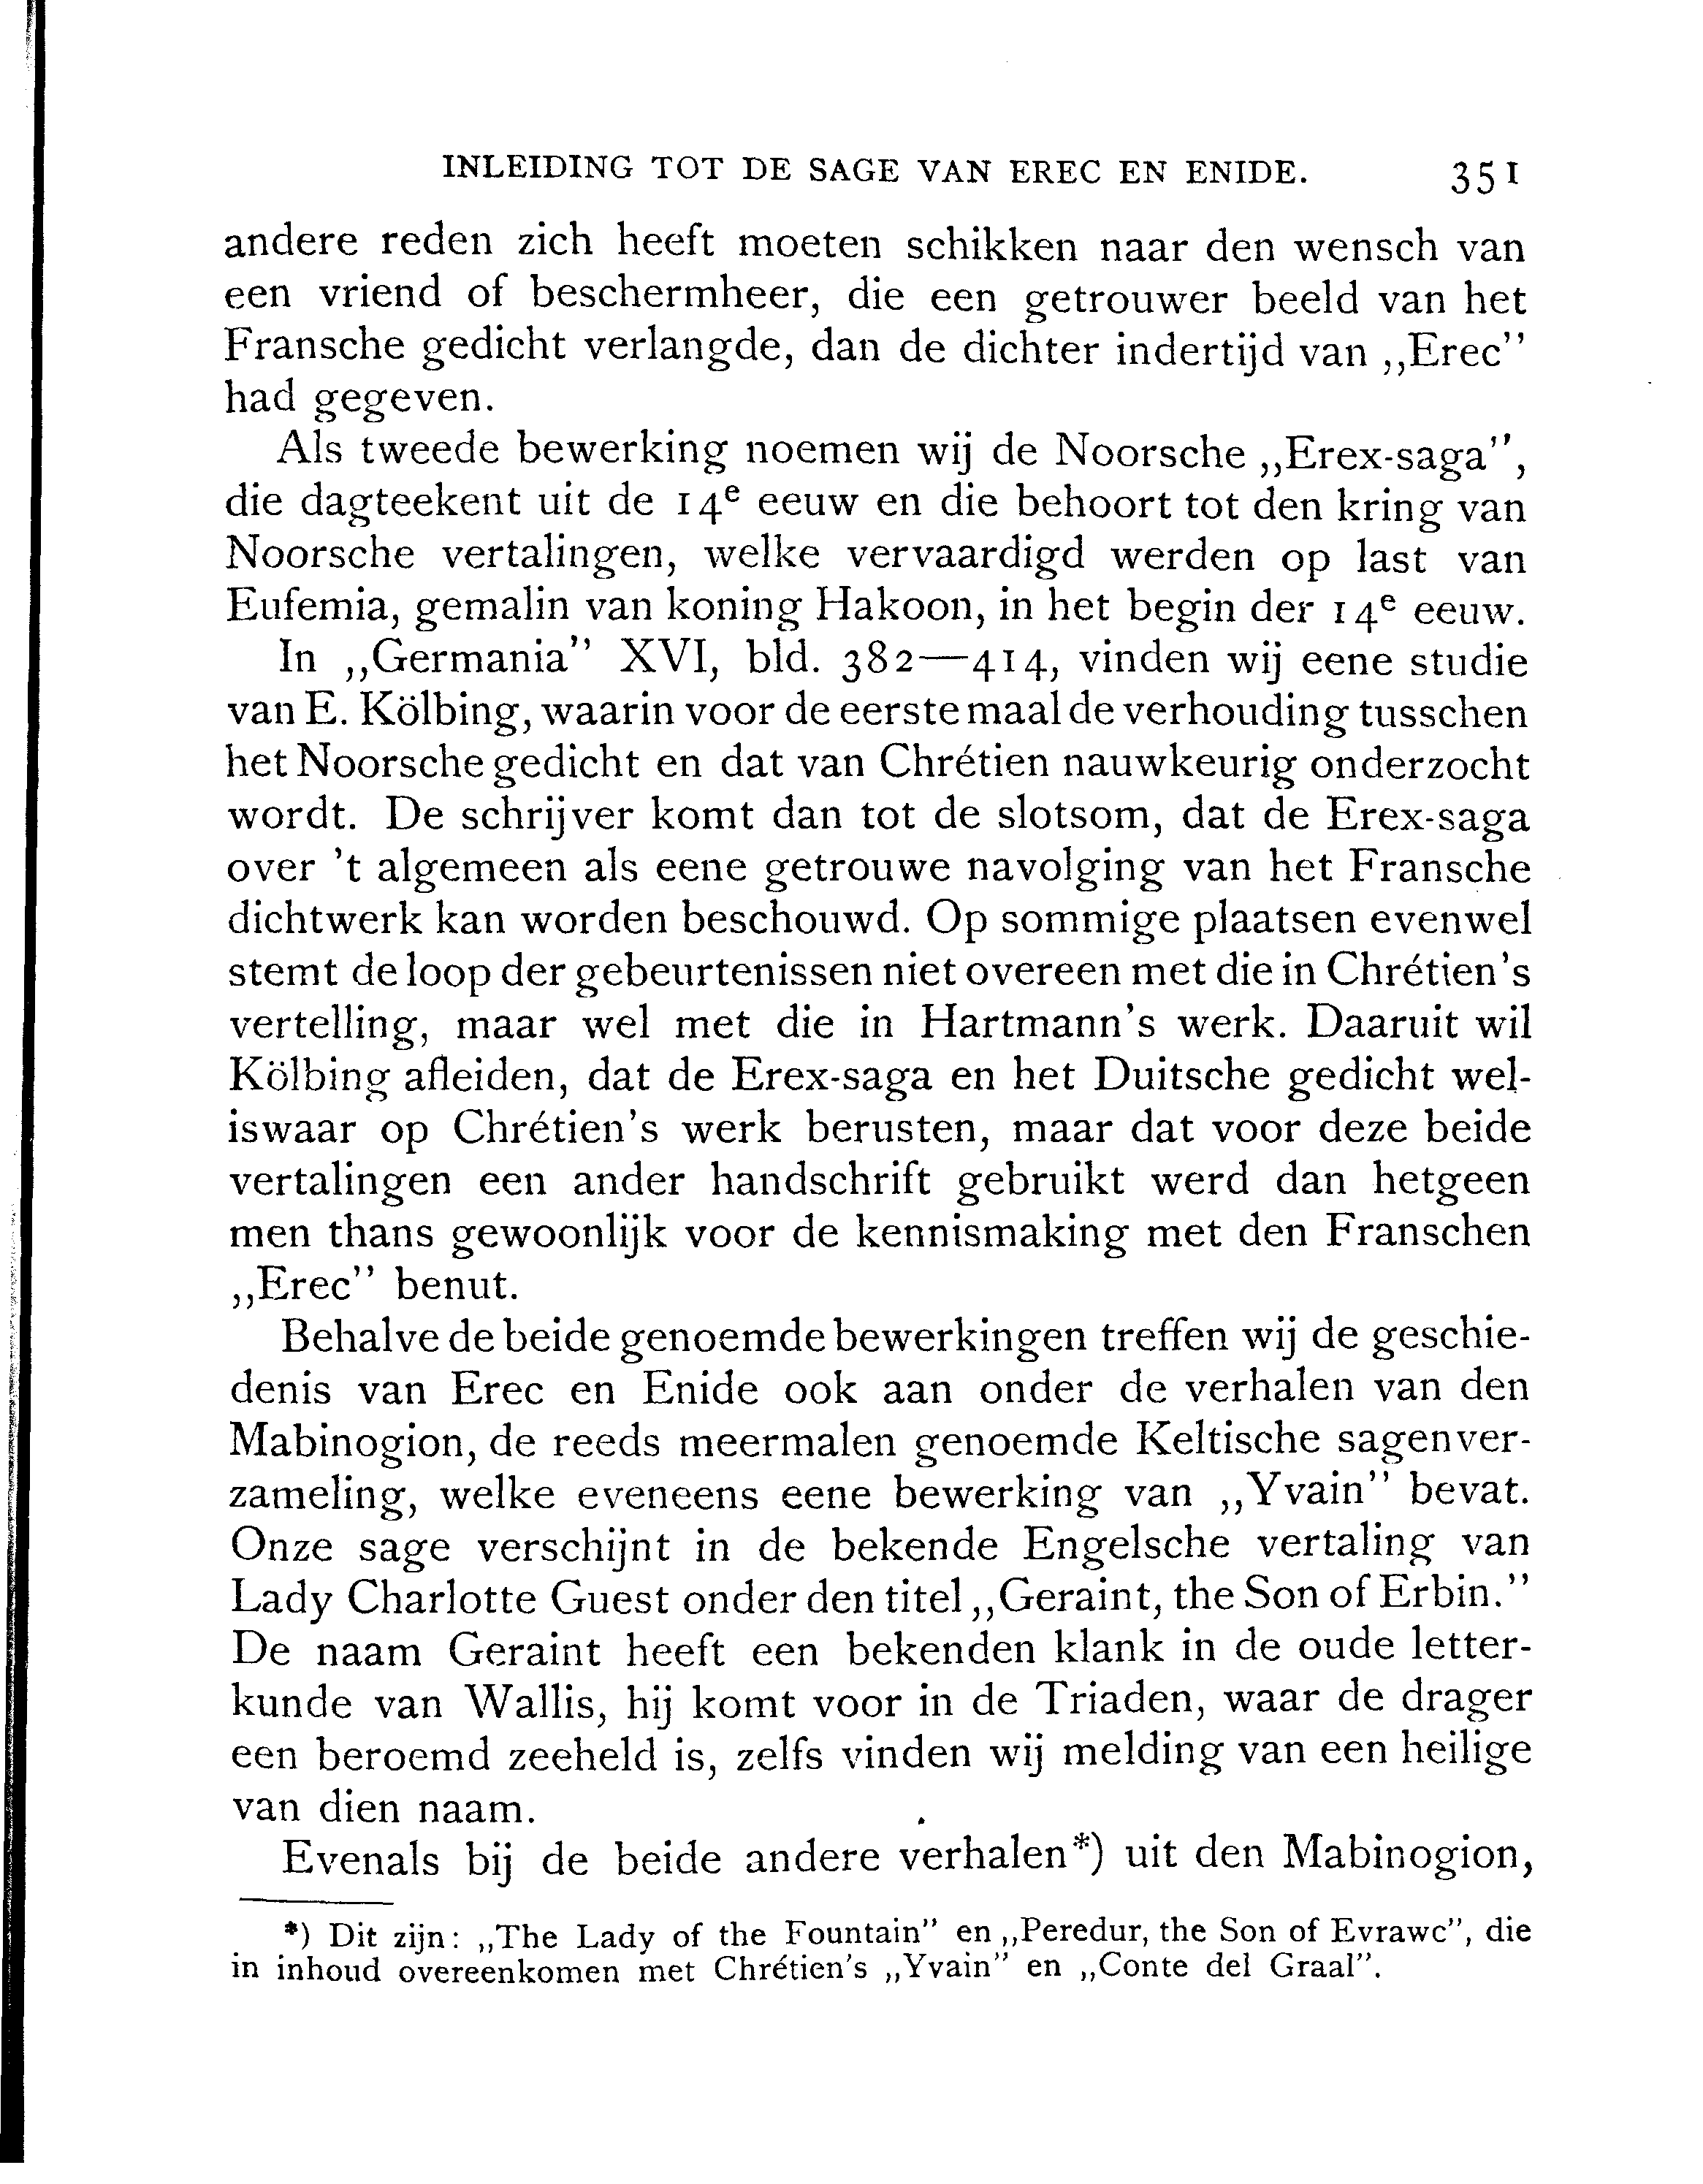 INLEIDING TOT DE SAGE VAN EREC EN ENIDE. 351
andere reden zich heeft moeten schikken naar den wensch van
een vriend of beschermheer, die een getrouwer beeld van het
Fransche gedicht verlangde, dan de dichter indertijd van ,,Erec''
had gegeven.
Als tweede bewerking noemen wij de Noorsche ,,Erex-saga'',
die dagteekent uit de 14e eeuw en die behoort tot den kring van
Noorsche vertalingen, welke vervaardigd werden op last van
Eufemia, gemalin van koning Hakoon, in het begin der 14e eeuw.
In ,,Germania'' XVI, bld. 382—414, vinden wij eene studie
van E. Kölbing, waarin voor de eerste maal de verhouding tusschen
het Noorsche gedicht en dat van Chrétien nauwkeurig onderzocht
wordt. De schrijver komt dan tot de slotsom, dat de Erex-saga
over 't algemeen als eene getrouwe navolging van het Fransche
dichtwerk kan worden beschouwd. Op sommige plaatsen evenwel
stemt de loop der gebeurtenissen niet overeen met die in Chrétien's
vertelling, maar wel met die in Hartmann's werk. Daaruit wil
Kölbing afleiden, dat de Erex-saga en het Duitsche gedicht wel-
iswaar op Chrétien's werk berusten, maar dat voor deze beide
vertalingen een ander handschrift gebruikt werd dan hetgeen
men thans gewoonlijk voor de kennismaking met den Franschen
,,Erec'' benut.
Behalve de beide genoemde bewerkingen treffen wij de geschie-
denis van Erec en Enide ook aan onder de verhalen van den
Mabinogion, de reeds meermalen genoemde Keltische sagenver-
zameling, welke eveneens eene bewerking van ,,Yvain'' bevat.
Onze sage verschijnt in de bekende Engelsche vertaling van
Lady Charlotte Guest onder den titel ,,Geraint, the Son of Erbin.''
De naam Geraint heeft een bekenden klank in de oude letter-
kunde van Wallis, hij komt voor in de Triaden, waar de drager
een beroemd zeeheld is, zelfs vinden wij melding van een heilige
van dien naam.
Evenals bij de beide andere verhalen*) uit den Mabinogion,
*) Dit zijn: ,,The Lady of the Fountain'' en ,,Peredur, the Son of Evrawc'', die
in inhoud overeenkomen met Chrétien's ,,Yvain'' en ,,Conte del Graal''.